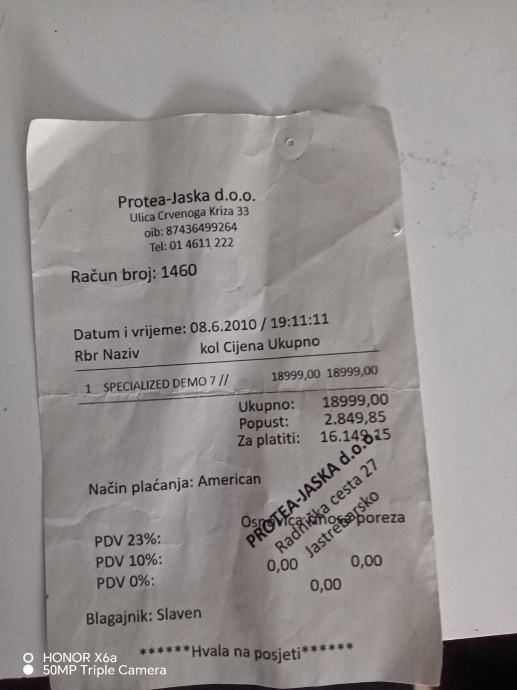 Protea-Jaska d.o.o.
Ulica Crvenoga Kriza 33
oib: 87436499264
Tel: 01 4611 222
Račun broj: 1460
Datum i vrijeme: 08.6.2010 / 19:11:11
Rbr Naziv kol Cijena Ukupno
1 SPECIALIZED DEMO 7 // 18999,00 18999,00
Ukupno: 18999,00
Popust: 2.849,85
Za platiti: 16.149,15
Način plaćanja: American
PROTEA-JASKA d.o.o.
Radnička cesta 27
Jastrebarsko
Osnovica Iznos poreza
PDV 23%:
PDV 10%: 0,00 0,00
PDV 0%: 0,00
Blagajnik: Slaven
******Hvala na posjeti******
HONOR X6a
50MP Triple Camera